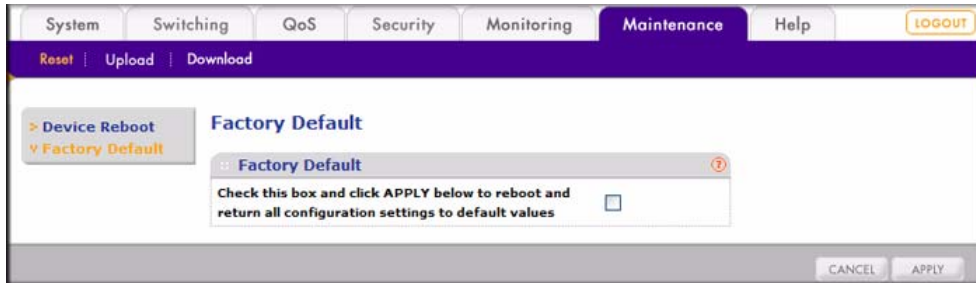 System Switching QoS Security Monitoring Maintenance Help LOGOUT
Reset Upload Download
> Device Reboot
v Factory Default
Factory Default
Factory Default ?
Check this box and click APPLY below to reboot and
return all configuration settings to default values
CANCEL APPLY